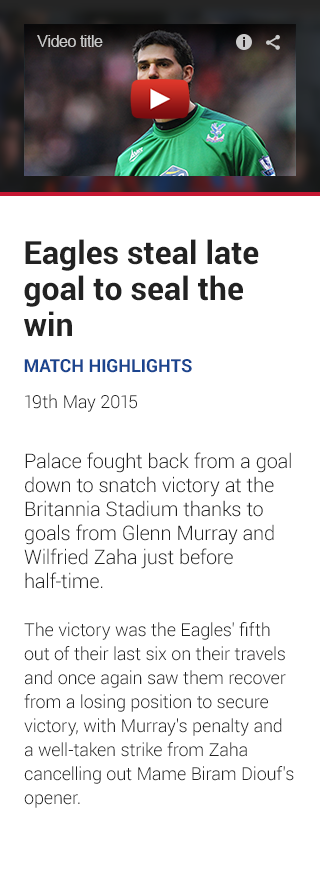 Video title
Eagles steal late
goal to seal the
win
MATCH HIGHLIGHTS
19th May 2015
Palace fought back from a goal
down to snatch victory at the
Britannia Stadium thanks to
goals from Glenn Murray and
Wilfried Zaha just before
half-time.
The victory was the Eagles' fifth
out of their last six on their travels
and once again saw them recover
from a losing position to secure
victory, with Murray's penalty and
a well-taken strike from Zaha
cancelling out Mame Biram Diouf's
opener.